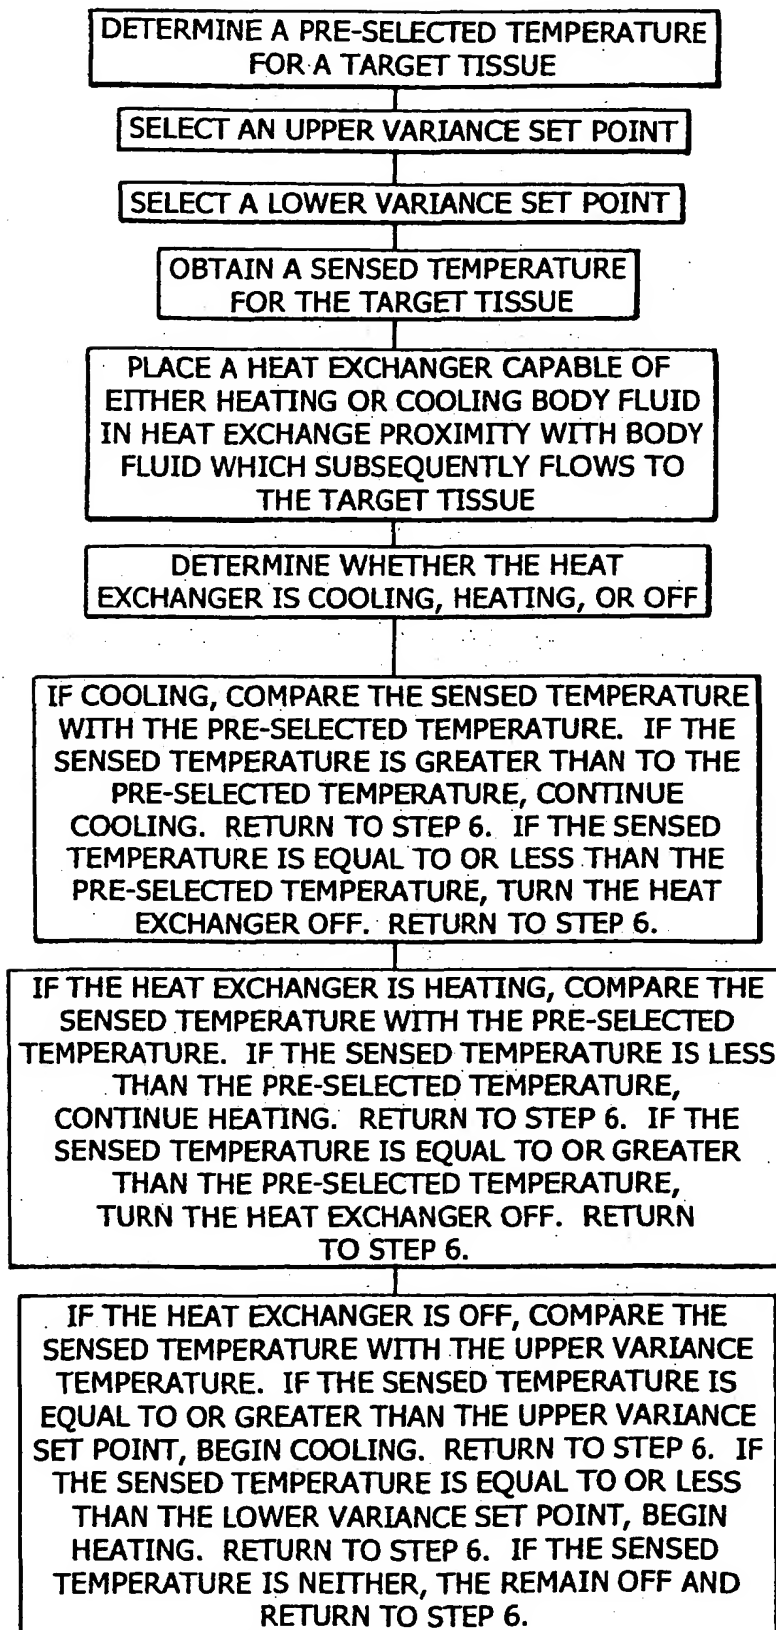 DETERMINE A PRE-SELECTED TEMPERATURE
FOR A TARGET TISSUE
SELECT AN UPPER VARIANCE SET POINT
SELECT A LOWER VARIANCE SET POINT
OBTAIN A SENSED TEMPERATURE
FOR THE TARGET TISSUE
PLACE A HEAT EXCHANGER CAPABLE OF
EITHER HEATING OR COOLING BODY FLUID
IN HEAT EXCHANGE PROXIMITY WITH BODY
FLUID WHICH SUBSEQUENTLY FLOWS TO
THE TARGET TISSUE
DETERMINE WHETHER THE HEAT
EXCHANGER IS COOLING, HEATING, OR OFF
IF COOLING, COMPARE THE SENSED TEMPERATURE
WITH THE PRE-SELECTED TEMPERATURE. IF THE
SENSED TEMPERATURE IS GREATER THAN TO THE
PRE-SELECTED TEMPERATURE, CONTINUE
COOLING. RETURN TO STEP 6. IF THE SENSED
TEMPERATURE IS EQUAL TO OR LESS THAN THE
PRE-SELECTED TEMPERATURE, TURN THE HEAT
EXCHANGER OFF. RETURN TO STEP 6.
IF THE HEAT EXCHANGER IS HEATING, COMPARE THE
SENSED TEMPERATURE WITH THE PRE-SELECTED
TEMPERATURE. IF THE SENSED TEMPERATURE IS LESS
THAN THE PRE-SELECTED TEMPERATURE,
CONTINUE HEATING. RETURN TO STEP 6. IF THE
SENSED TEMPERATURE IS EQUAL TO OR GREATER
THAN THE PRE-SELECTED TEMPERATURE,
TURN THE HEAT EXCHANGER OFF. RETURN
TO STEP 6.
IF THE HEAT EXCHANGER IS OFF, COMPARE THE
SENSED TEMPERATURE WITH THE UPPER VARIANCE
TEMPERATURE. IF THE SENSED TEMPERATURE IS
EQUAL TO OR GREATER THAN THE UPPER VARIANCE
SET POINT, BEGIN COOLING. RETURN TO STEP 6. IF
THE SENSED TEMPERATURE IS EQUAL TO OR LESS
THAN THE LOWER VARIANCE SET POINT, BEGIN
HEATING. RETURN TO STEP 6. IF THE SENSED
TEMPERATURE IS NEITHER, THE REMAIN OFF AND
RETURN TO STEP 6.